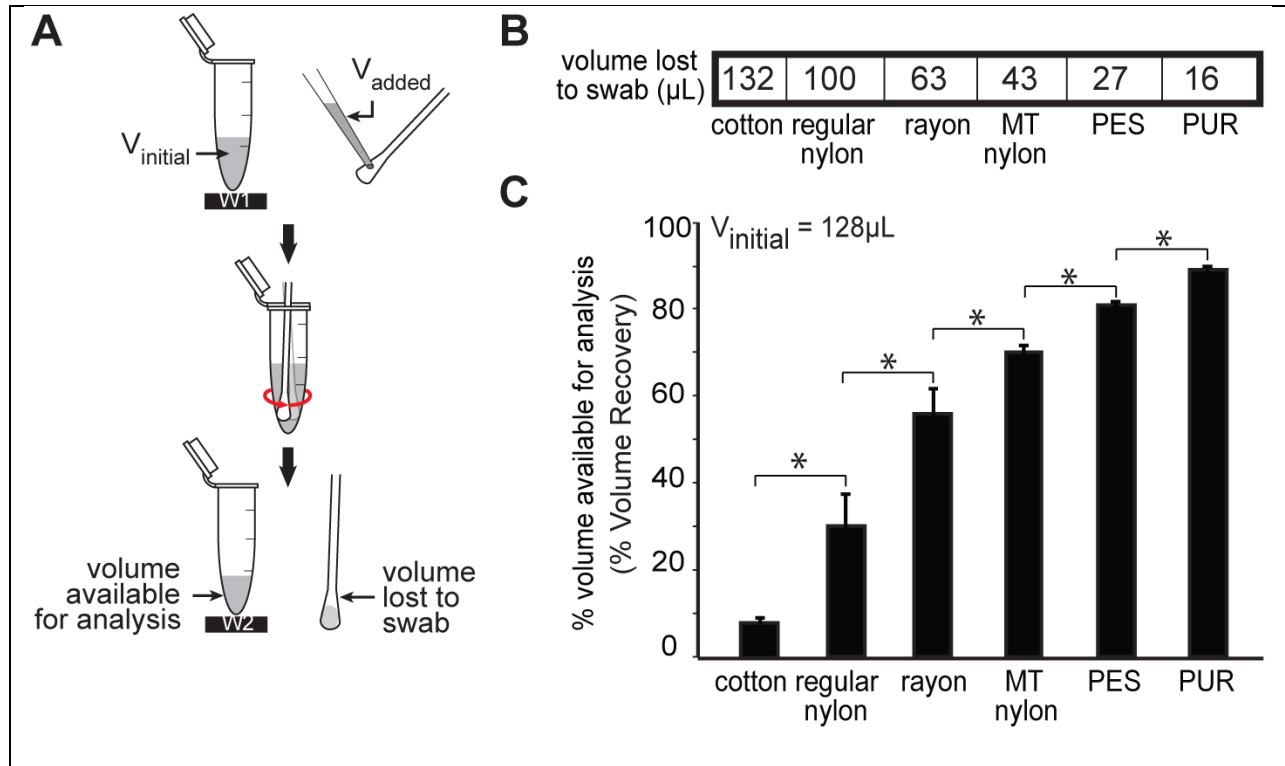 A
V added
V initial
W1
volume
available
for analysis
W2
volume
lost to
swab
B
volume lost
to swab (µL)
132 100 63 43 27 16
cotton regular nylon rayon MT nylon PES PUR
C
V initial = 128µL
% volume available for analysis
(% Volume Recovery)
100
80
60
40
20
0
* * * * *
cotton regular nylon rayon MT nylon PES PUR